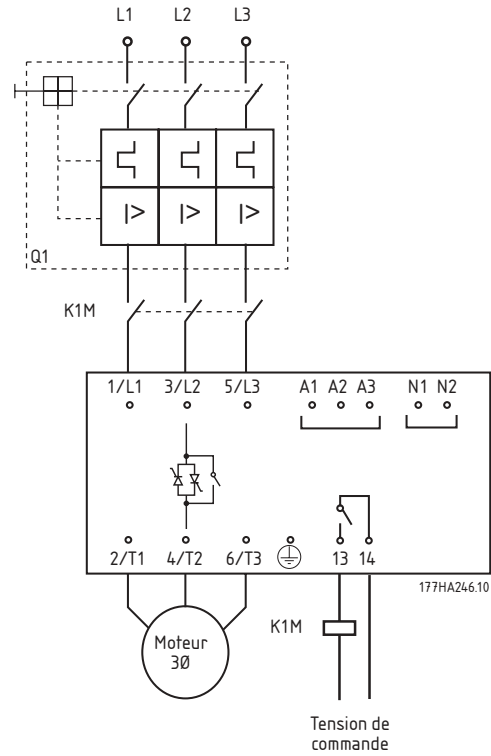 L1 L2 L3
I> I> I>
Q1
K1M
1/L1 3/L2 5/L3 A1 A2 A3 N1 N2
2/T1 4/T2 6/T3 13 14
177HA246.10
Moteur
3Ø
K1M
Tension de
commande